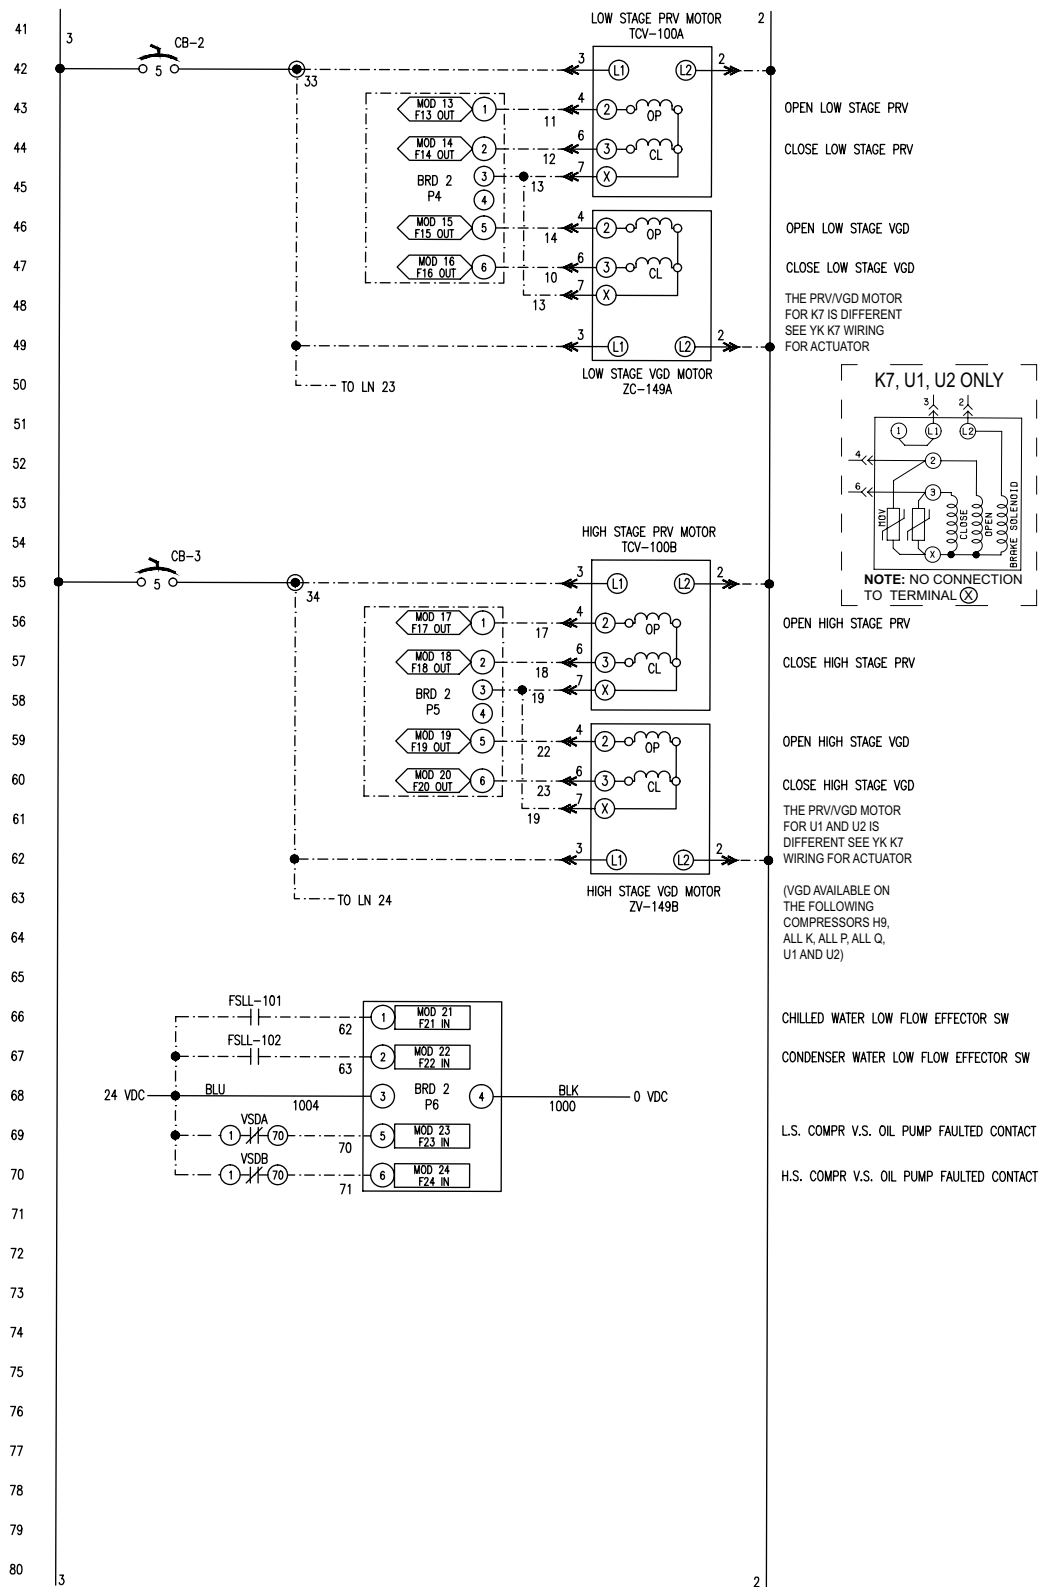 41
3
LOW STAGE PRV MOTOR
TCV-100A
2
CB-2
42
5
33
3
L1
L2
2
43
MOD 13
F13 OUT
1
11
4
2
OP
OPEN LOW STAGE PRV
44
MOD 14
F14 OUT
2
12
6
3
CL
CLOSE LOW STAGE PRV
45
BRD 2
P4
3
4
13
7
X
46
MOD 15
F15 OUT
5
14
4
2
OP
OPEN LOW STAGE VGD
47
MOD 16
F16 OUT
6
10
6
3
CL
CLOSE LOW STAGE VGD
48
13
7
X
THE PRV/VGD MOTOR
FOR K7 IS DIFFERENT
SEE YK K7 WIRING
FOR ACTUATOR
49
3
L1
L2
2
LOW STAGE VGD MOTOR
ZC-149A
50
TO LN 23
K7, U1, U2 ONLY
3
2
1
L1
L2
4
2
6
3
MOV
CLOSE
OPEN
BRAKE SOLENOID
X
NOTE: NO CONNECTION
TO TERMINAL X
51
52
53
54
HIGH STAGE PRV MOTOR
TCV-100B
CB-3
55
5
34
3
L1
L2
2
56
MOD 17
F17 OUT
1
17
4
2
OP
OPEN HIGH STAGE PRV
57
MOD 18
F18 OUT
2
18
6
3
CL
CLOSE HIGH STAGE PRV
58
BRD 2
P5
3
4
19
7
X
59
MOD 19
F19 OUT
5
22
4
2
OP
OPEN HIGH STAGE VGD
60
MOD 20
F20 OUT
6
23
6
3
CL
CLOSE HIGH STAGE VGD
61
19
7
X
THE PRV/VGD MOTOR
FOR U1 AND U2 IS
DIFFERENT SEE YK K7
WIRING FOR ACTUATOR
62
3
L1
L2
2
HIGH STAGE VGD MOTOR
ZV-149B
63
TO LN 24
(VGD AVAILABLE ON
THE FOLLOWING
COMPRESSORS H9,
ALL K, ALL P, ALL Q,
U1 AND U2)
64
65
66
FSLL-101
62
1
MOD 21
F21 IN
CHILLED WATER LOW FLOW EFFECTOR SW
67
FSLL-102
63
2
MOD 22
F22 IN
CONDENSER WATER LOW FLOW EFFECTOR SW
68
24 VDC
BLU
1004
3
BRD 2
P6
4
BLK
1000
0 VDC
69
VSDA
1
70
70
5
MOD 23
F23 IN
L.S. COMPR V.S. OIL PUMP FAULTED CONTACT
70
VSDB
1
70
71
6
MOD 24
F24 IN
H.S. COMPR V.S. OIL PUMP FAULTED CONTACT
71
72
73
74
75
76
77
78
79
80
3
2